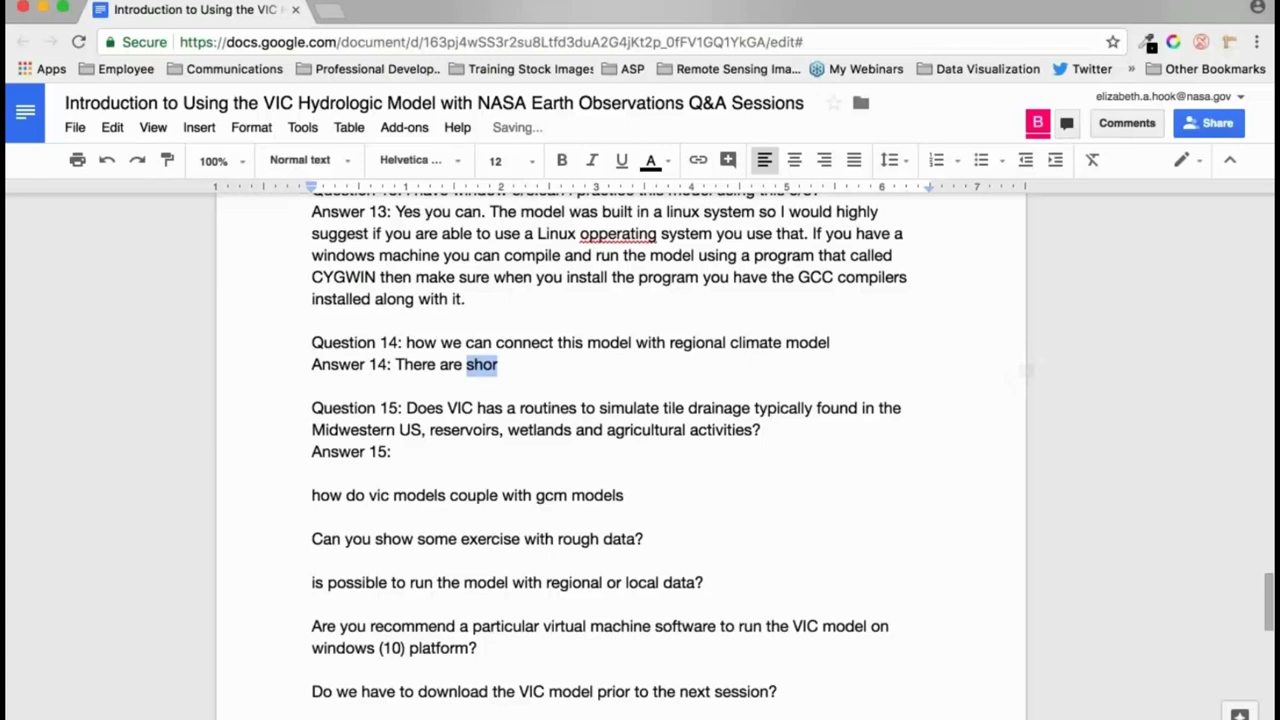 Introduction to Using the VIC
Secure https://docs.google.com/document/d/163pj4wSS3r2su8Ltfd3duA2G4jKt2p_0fFV1GQ1YkGA/edit#
Apps Employee Communications Professional Develop.. Training Stock Images ASP Remote Sensing Ima... My Webinars Data Visualization Twitter » Other Bookmarks
Introduction to Using the VIC Hydrologic Model with NASA Earth Observations Q&A Sessions
elizabeth.a.hook@nasa.gov
File Edit View Insert Format Tools Table Add-ons Help Saving...
B Comments Share
100% Normal text Helvetica ... 12 B I U A
1 1 2 3 4 5 6 7
Answer 13: Yes you can. The model was built in a linux system so I would highly
suggest if you are able to use a Linux opperating system you use that. If you have a
windows machine you can compile and run the model using a program that called
CYGWIN then make sure when you install the program you have the GCC compilers
installed along with it.
Question 14: how we can connect this model with regional climate model
Answer 14: There are shor
Question 15: Does VIC has a routines to simulate tile drainage typically found in the
Midwestern US, reservoirs, wetlands and agricultural activities?
Answer 15:
how do vic models couple with gcm models
Can you show some exercise with rough data?
is possible to run the model with regional or local data?
Are you recommend a particular virtual machine software to run the VIC model on
windows (10) platform?
Do we have to download the VIC model prior to the next session?